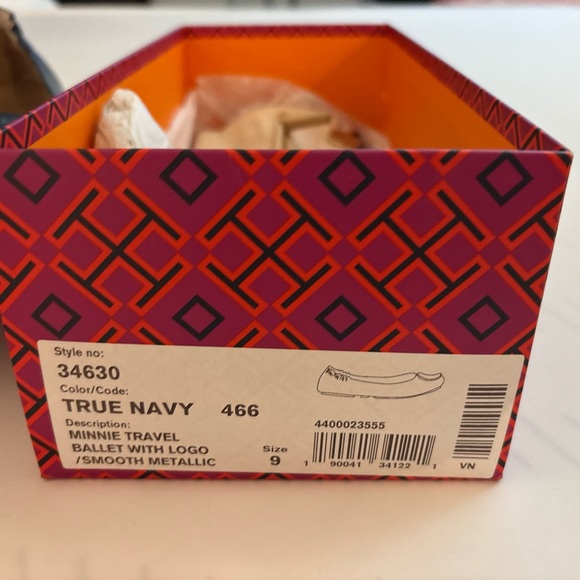 Style no:
34630
Color/Code:
TRUE NAVY 466
Description:
MINNIE TRAVEL
BALLET WITH LOGO
/SMOOTH METALLIC
Size
9
4400023555
1 90041 34122 1
VN